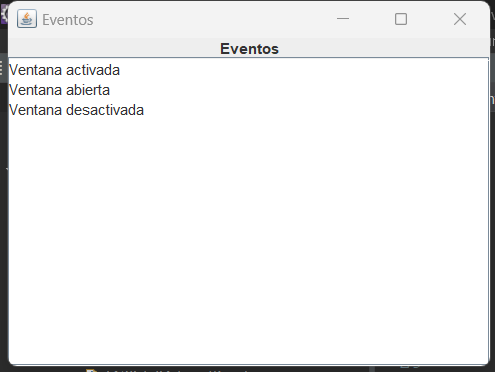 Eventos
Eventos
Ventana activada
Ventana abierta
Ventana desactivada